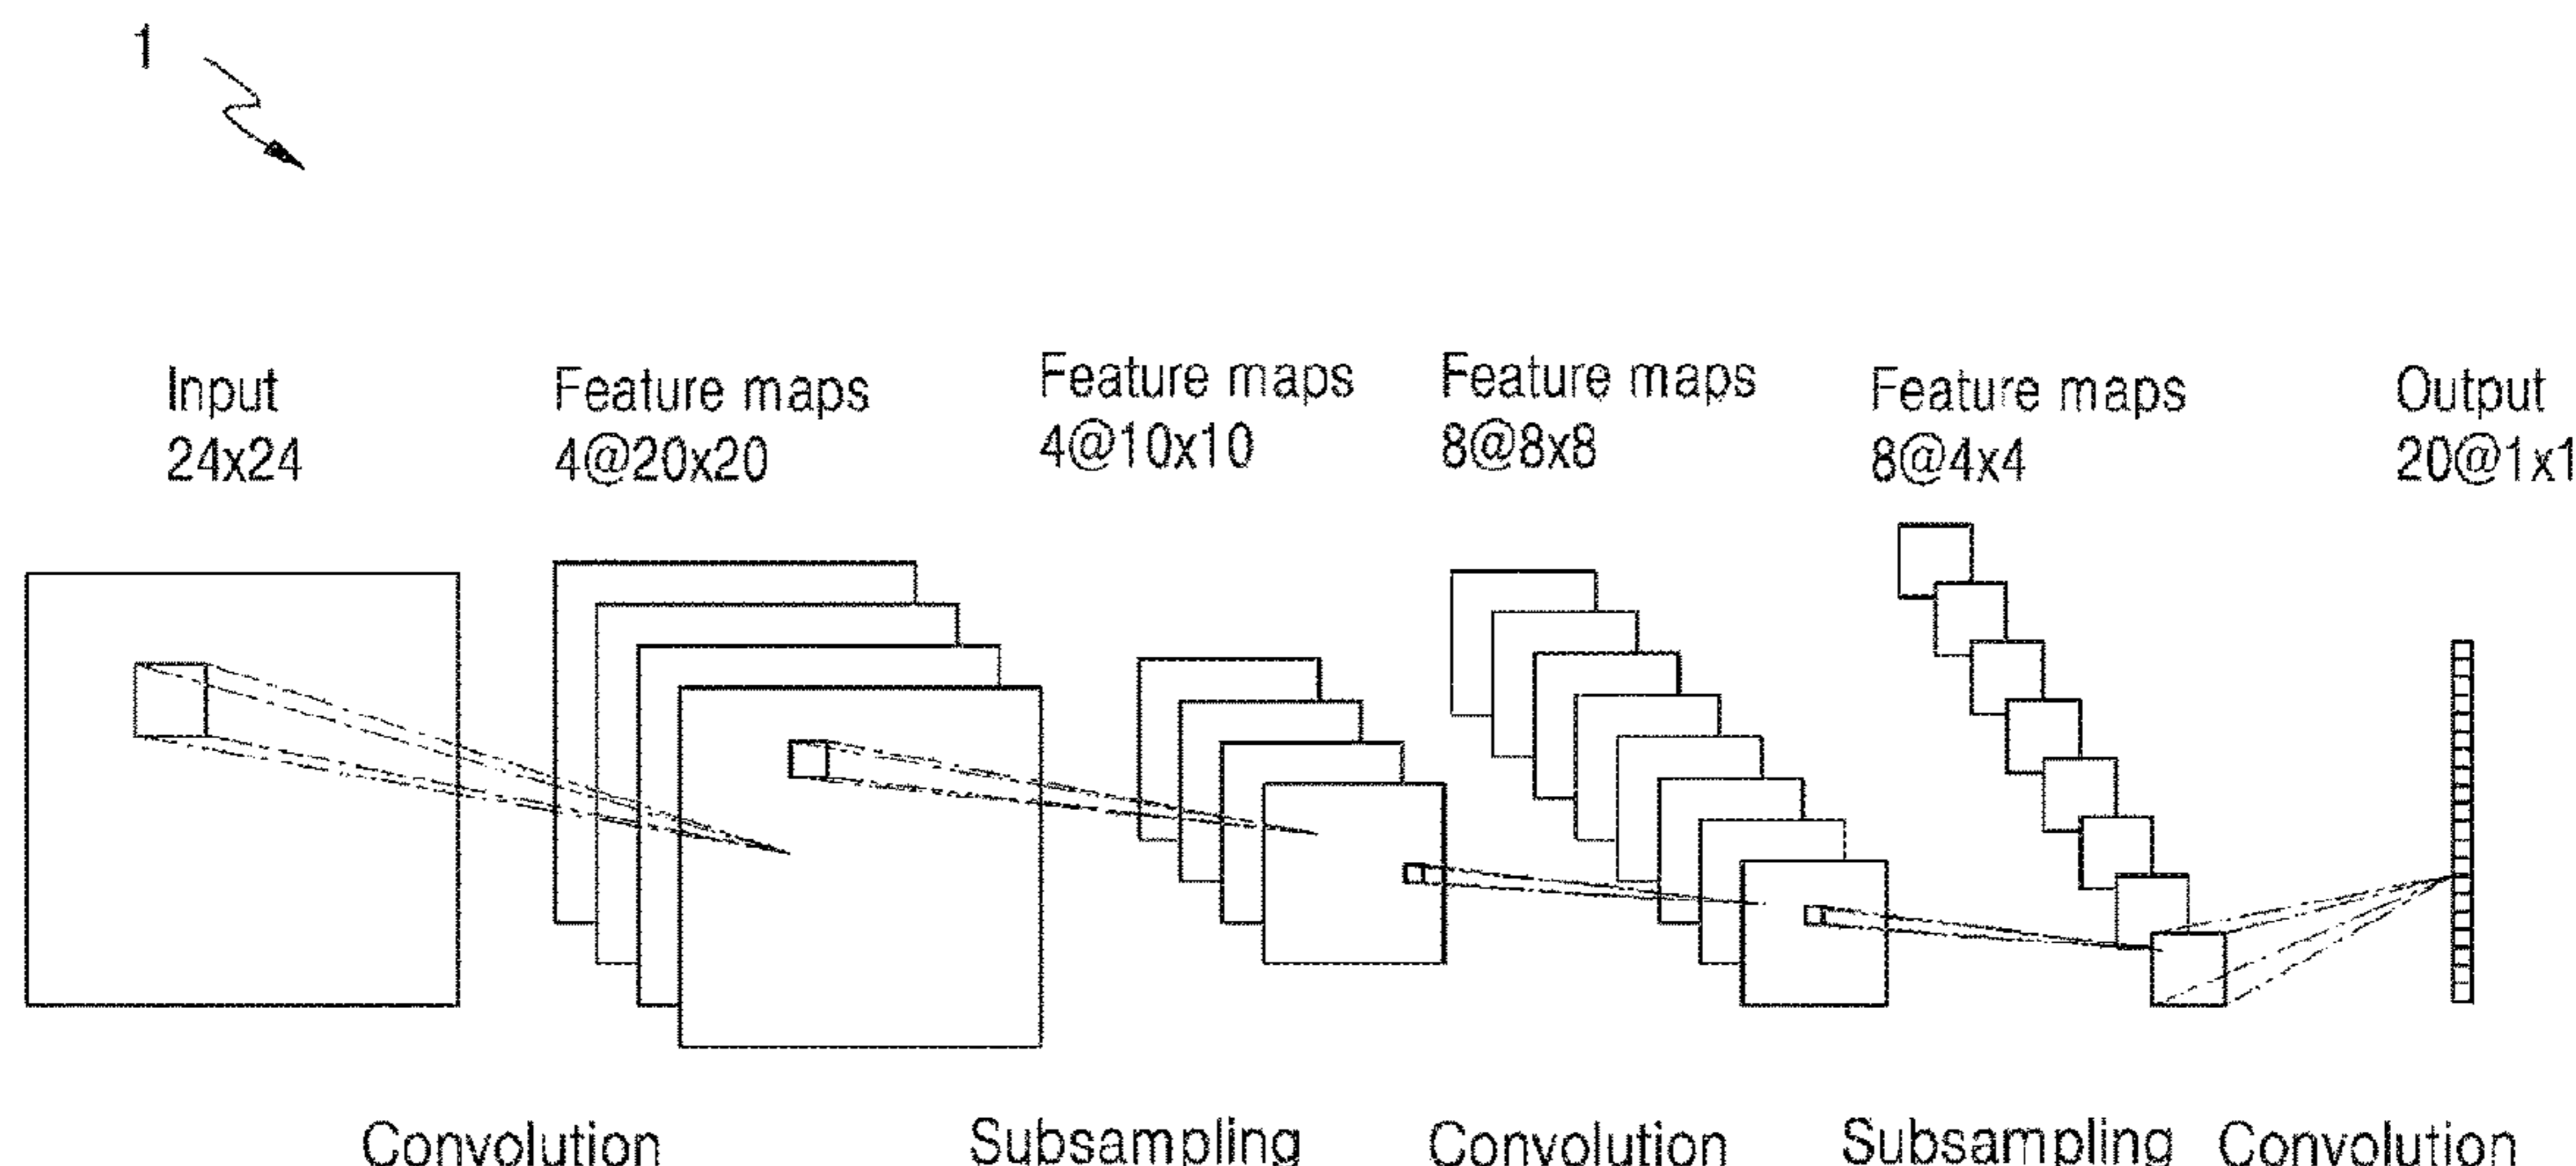 1
Input
24x24
Feature maps
4@20x20
Feature maps
4@10x10
Feature maps
8@8x8
Feature maps
8@4x4
Output
20@1x1
Convolution
Subsampling
Convolution
Subsampling
Convolution